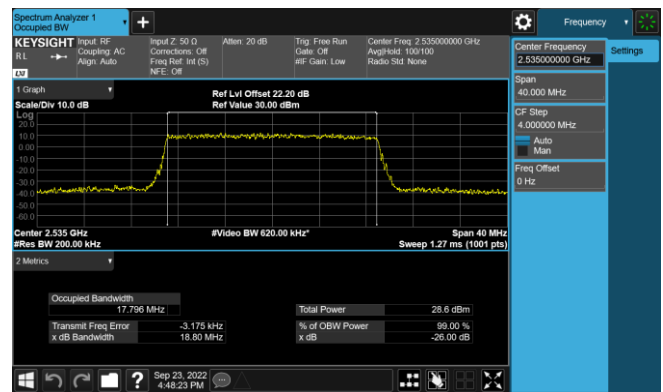 Spectrum Analyzer 1
Occupied BW
Frequency
KEYSIGHT
R L
LXI
Input: RF
Coupling: AC
Align: Auto
Input Z: 50 Ω
Corrections: Off
Freq Ref: Int (S)
NFE: Off
Atten: 20 dB
Trig: Free Run
Gate: Off
#IF Gain: Low
Center Freq: 2.535000000 GHz
Avg|Hold: 100/100
Radio Std: None
Center Frequency
2.535000000 GHz
Settings
Span
40.000 MHz
CF Step
4.000000 MHz
Auto
Man
Freq Offset
0 Hz
1 Graph
Scale/Div 10.0 dB
Ref Lvl Offset 22.20 dB
Ref Value 30.00 dBm
Log
20.0
10.0
0.00
-10.0
-20.0
-30.0
-40.0
-50.0
-60.0
Center 2.535 GHz
#Video BW 620.00 kHz*
Span 40 MHz
#Res BW 200.00 kHz
Sweep 1.27 ms (1001 pts)
2 Metrics
Occupied Bandwidth
17.796 MHz
Total Power 28.6 dBm
Transmit Freq Error -3.175 kHz
% of OBW Power 99.00 %
x dB Bandwidth 18.80 MHz
x dB -26.00 dB
?
Sep 23, 2022
4:48:23 PM